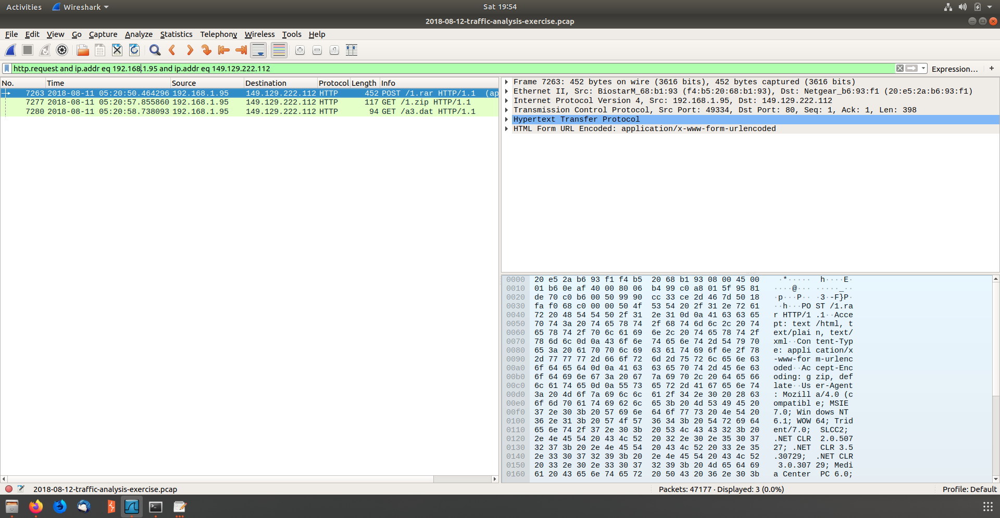 Activities Wireshark Sat 19:54
2018-08-12-traffic-analysis-exercise.pcap
File Edit View Go Capture Analyze Statistics Telephony Wireless Tools Help
http.request and ip.addr eq 192.168.1.95 and ip.addr eq 149.129.222.112 Expression… +
No. Time Source Destination Protocol Length Info
7263 2018-08-11 05:20:50.464296 192.168.1.95 149.129.222.112 HTTP 452 POST /1.rar HTTP/1.1 (ap
7277 2018-08-11 05:20:57.855860 192.168.1.95 149.129.222.112 HTTP 117 GET /1.zip HTTP/1.1
7280 2018-08-11 05:20:58.738093 192.168.1.95 149.129.222.112 HTTP 94 GET /a3.dat HTTP/1.1
Frame 7263: 452 bytes on wire (3616 bits), 452 bytes captured (3616 bits)
Ethernet II, Src: BiostarM_68:b1:93 (f4:b5:20:68:b1:93), Dst: Netgear_b6:93:f1 (20:e5:2a:b6:93:f1)
Internet Protocol Version 4, Src: 192.168.1.95, Dst: 149.129.222.112
Transmission Control Protocol, Src Port: 49334, Dst Port: 80, Seq: 1, Ack: 1, Len: 398
Hypertext Transfer Protocol
HTML Form URL Encoded: application/x-www-form-urlencoded
0000 20 e5 2a b6 93 f1 f4 b5 20 68 b1 93 08 00 45 00 ·*····· h····E·
0010 01 b6 0e af 40 00 80 06 b4 99 c0 a8 01 5f 95 81 ····@··· ·····_··
0020 de 70 c0 b6 00 50 99 90 cc 33 ce 2d 46 7d 50 18 ·p···P·· ·3·-F}P·
0030 fa f0 68 c0 00 00 50 4f 53 54 20 2f 31 2e 72 61 ··h···PO ST /1.ra
0040 72 20 48 54 54 50 2f 31 2e 31 0d 0a 41 63 63 65 r HTTP/1 .1··Acce
0050 70 74 3a 20 74 65 78 74 2f 68 74 6d 6c 2c 20 74 pt: text /html, t
0060 65 78 74 2f 70 6c 61 69 6e 2c 20 74 65 78 74 2f ext/plai n, text/
0070 78 6d 6c 0d 0a 43 6f 6e 74 65 6e 74 2d 54 79 70 xml··Con tent-Typ
0080 65 3a 20 61 70 70 6c 69 63 61 74 69 6f 6e 2f 78 e: appli cation/x
0090 2d 77 77 77 2d 66 6f 72 6d 2d 75 72 6c 65 6e 63 -www-for m-urlenc
00a0 6f 64 65 64 0d 0a 41 63 63 65 70 74 2d 45 6e 63 oded··Ac cept-Enc
00b0 6f 64 69 6e 67 3a 20 67 7a 69 70 2c 20 64 65 66 oding: g zip, def
00c0 6c 61 74 65 0d 0a 55 73 65 72 2d 41 67 65 6e 74 late··Us er-Agent
00d0 3a 20 4d 6f 7a 69 6c 6c 61 2f 34 2e 30 20 28 63 : Mozill a/4.0 (c
00e0 6f 6d 70 61 74 69 62 6c 65 3b 20 4d 53 49 45 20 ompatibl e; MSIE
00f0 37 2e 30 3b 20 57 69 6e 64 6f 77 73 20 4e 54 20 7.0; Win dows NT
0100 36 2e 31 3b 20 57 4f 57 36 34 3b 20 54 72 69 64 6.1; WOW 64; Trid
0110 65 6e 74 2f 37 2e 30 3b 20 53 4c 43 43 32 3b 20 ent/7.0; SLCC2;
0120 2e 4e 45 54 20 43 4c 52 20 32 2e 30 2e 35 30 37 .NET CLR 2.0.507
0130 32 37 3b 20 2e 4e 45 54 20 43 4c 52 20 33 2e 35 27; .NET CLR 3.5
0140 2e 33 30 37 32 39 3b 20 2e 4e 45 54 20 43 4c 52 .30729; .NET CLR
0150 20 33 2e 30 2e 33 30 37 32 39 3b 20 4d 65 64 69 3.0.307 29; Medi
0160 61 20 43 65 6e 74 65 72 20 50 43 20 36 2e 30 3b a Center PC 6.0;
2018-08-12-traffic-analysis-exercise.pcap Packets: 47177 · Displayed: 3 (0.0%) Profile: Default